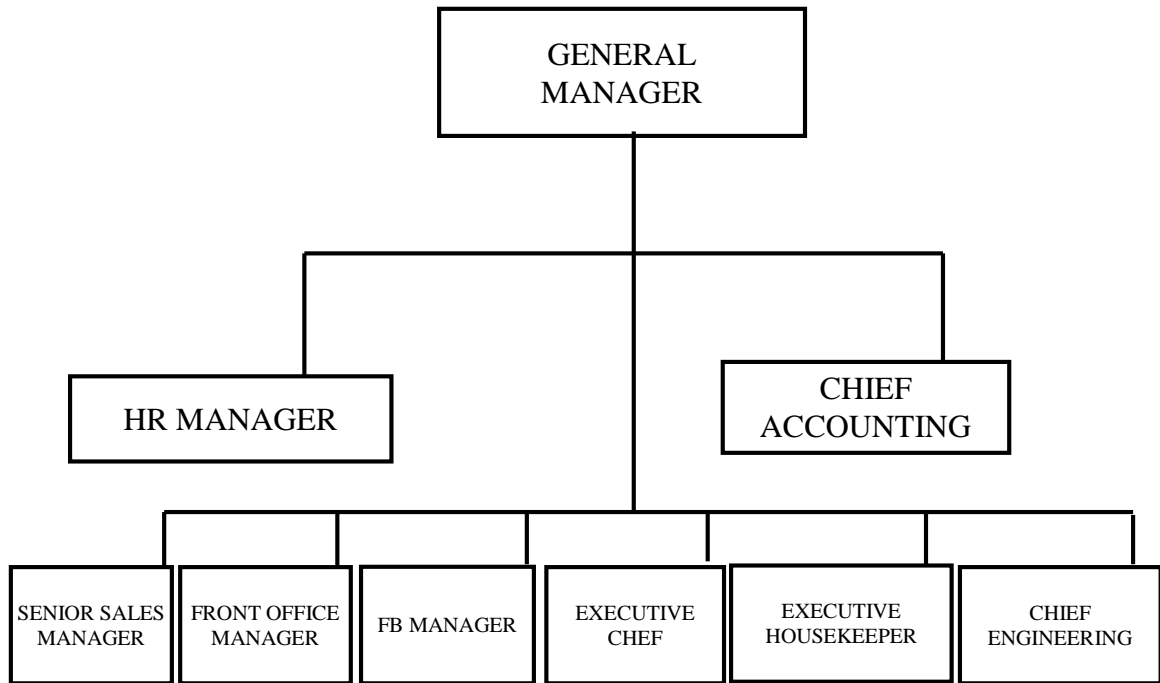 GENERAL
MANAGER
HR MANAGER
CHIEF
ACCOUNTING
SENIOR SALES
MANAGER
FRONT OFFICE
MANAGER
FB MANAGER
EXECUTIVE
CHEF
EXECUTIVE
HOUSEKEEPER
CHIEF
ENGINEERING